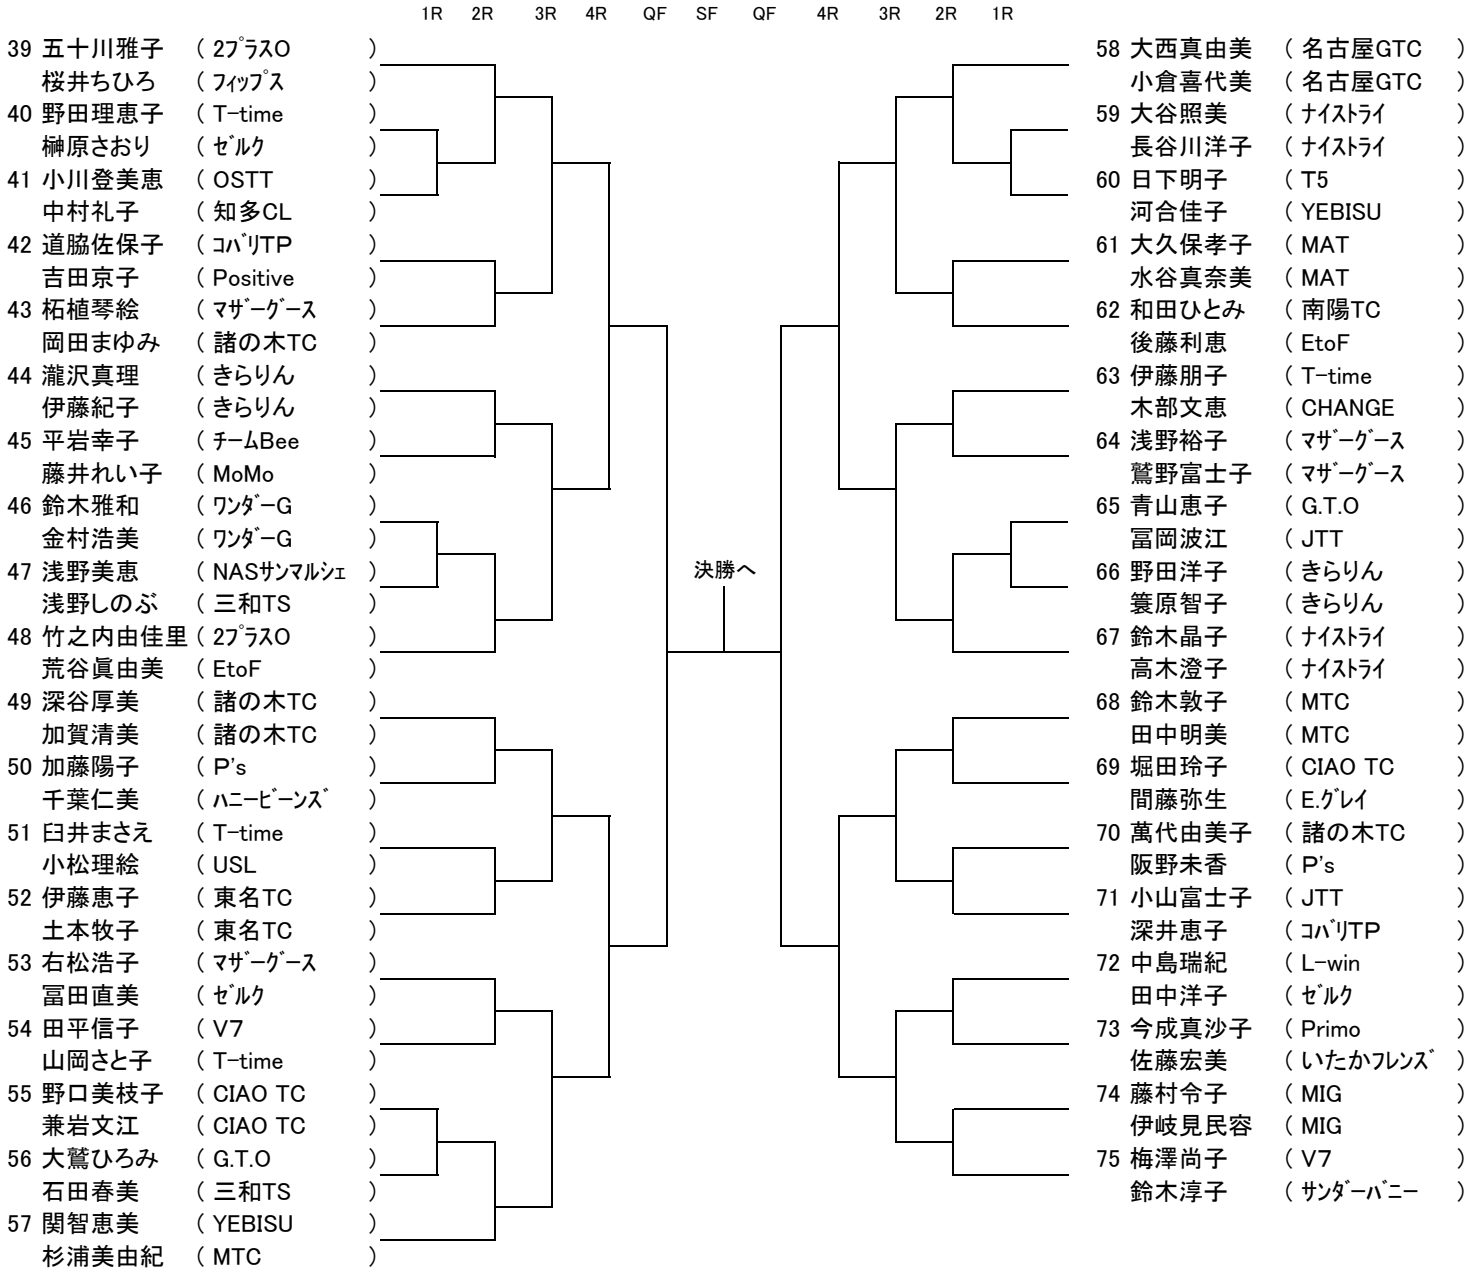 1R 2R 3R 4R QF SF QF 4R 3R 2R 1R
39 五十川雅子 ( 2プラスO )
桜井ちひろ ( フィップス )
40 野田理恵子 ( T-time )
榊原さおり ( ゼルク )
41 小川登美恵 ( OSTT )
中村礼子 ( 知多CL )
42 道脇佐保子 ( コバリTP )
吉田京子 ( Positive )
43 柘植琴絵 ( マザーグース )
岡田まゆみ ( 諸の木TC )
44 瀧沢真理 ( きらりん )
伊藤紀子 ( きらりん )
45 平岩幸子 ( チームBee )
藤井れい子 ( MoMo )
46 鈴木雅和 ( ワンダーG )
金村浩美 ( ワンダーG )
47 浅野美恵 ( NASサンマルシェ )
浅野しのぶ ( 三和TS )
48 竹之内由佳里 ( 2プラスO )
荒谷眞由美 ( EtoF )
49 深谷厚美 ( 諸の木TC )
加賀清美 ( 諸の木TC )
50 加藤陽子 ( P's )
千葉仁美 ( ハニービーンズ )
51 臼井まさえ ( T-time )
小松理絵 ( USL )
52 伊藤恵子 ( 東名TC )
土本牧子 ( 東名TC )
53 右松浩子 ( マザーグース )
冨田直美 ( ゼルク )
54 田平信子 ( V7 )
山岡さと子 ( T-time )
55 野口美枝子 ( CIAO TC )
兼岩文江 ( CIAO TC )
56 大鷲ひろみ ( G.T.O )
石田春美 ( 三和TS )
57 関智恵美 ( YEBISU )
杉浦美由紀 ( MTC )
決勝へ
58 大西真由美 ( 名古屋GTC )
小倉喜代美 ( 名古屋GTC )
59 大谷照美 ( ナイストライ )
長谷川洋子 ( ナイストライ )
60 日下明子 ( T5 )
河合佳子 ( YEBISU )
61 大久保孝子 ( MAT )
水谷真奈美 ( MAT )
62 和田ひとみ ( 南陽TC )
後藤利恵 ( EtoF )
63 伊藤朋子 ( T-time )
木部文恵 ( CHANGE )
64 浅野裕子 ( マザーグース )
鷲野富士子 ( マザーグース )
65 青山恵子 ( G.T.O )
冨岡波江 ( JTT )
66 野田洋子 ( きらりん )
簑原智子 ( きらりん )
67 鈴木晶子 ( ナイストライ )
高木澄子 ( ナイストライ )
68 鈴木敦子 ( MTC )
田中明美 ( MTC )
69 堀田玲子 ( CIAO TC )
間藤弥生 ( E.グレイ )
70 萬代由美子 ( 諸の木TC )
阪野未香 ( P's )
71 小山富士子 ( JTT )
深井恵子 ( コバリTP )
72 中島瑞紀 ( L-win )
田中洋子 ( ゼルク )
73 今成真沙子 ( Primo )
佐藤宏美 ( いたかフレンズ )
74 藤村令子 ( MIG )
伊岐見民容 ( MIG )
75 梅澤尚子 ( V7 )
鈴木淳子 ( サンダーバニー )